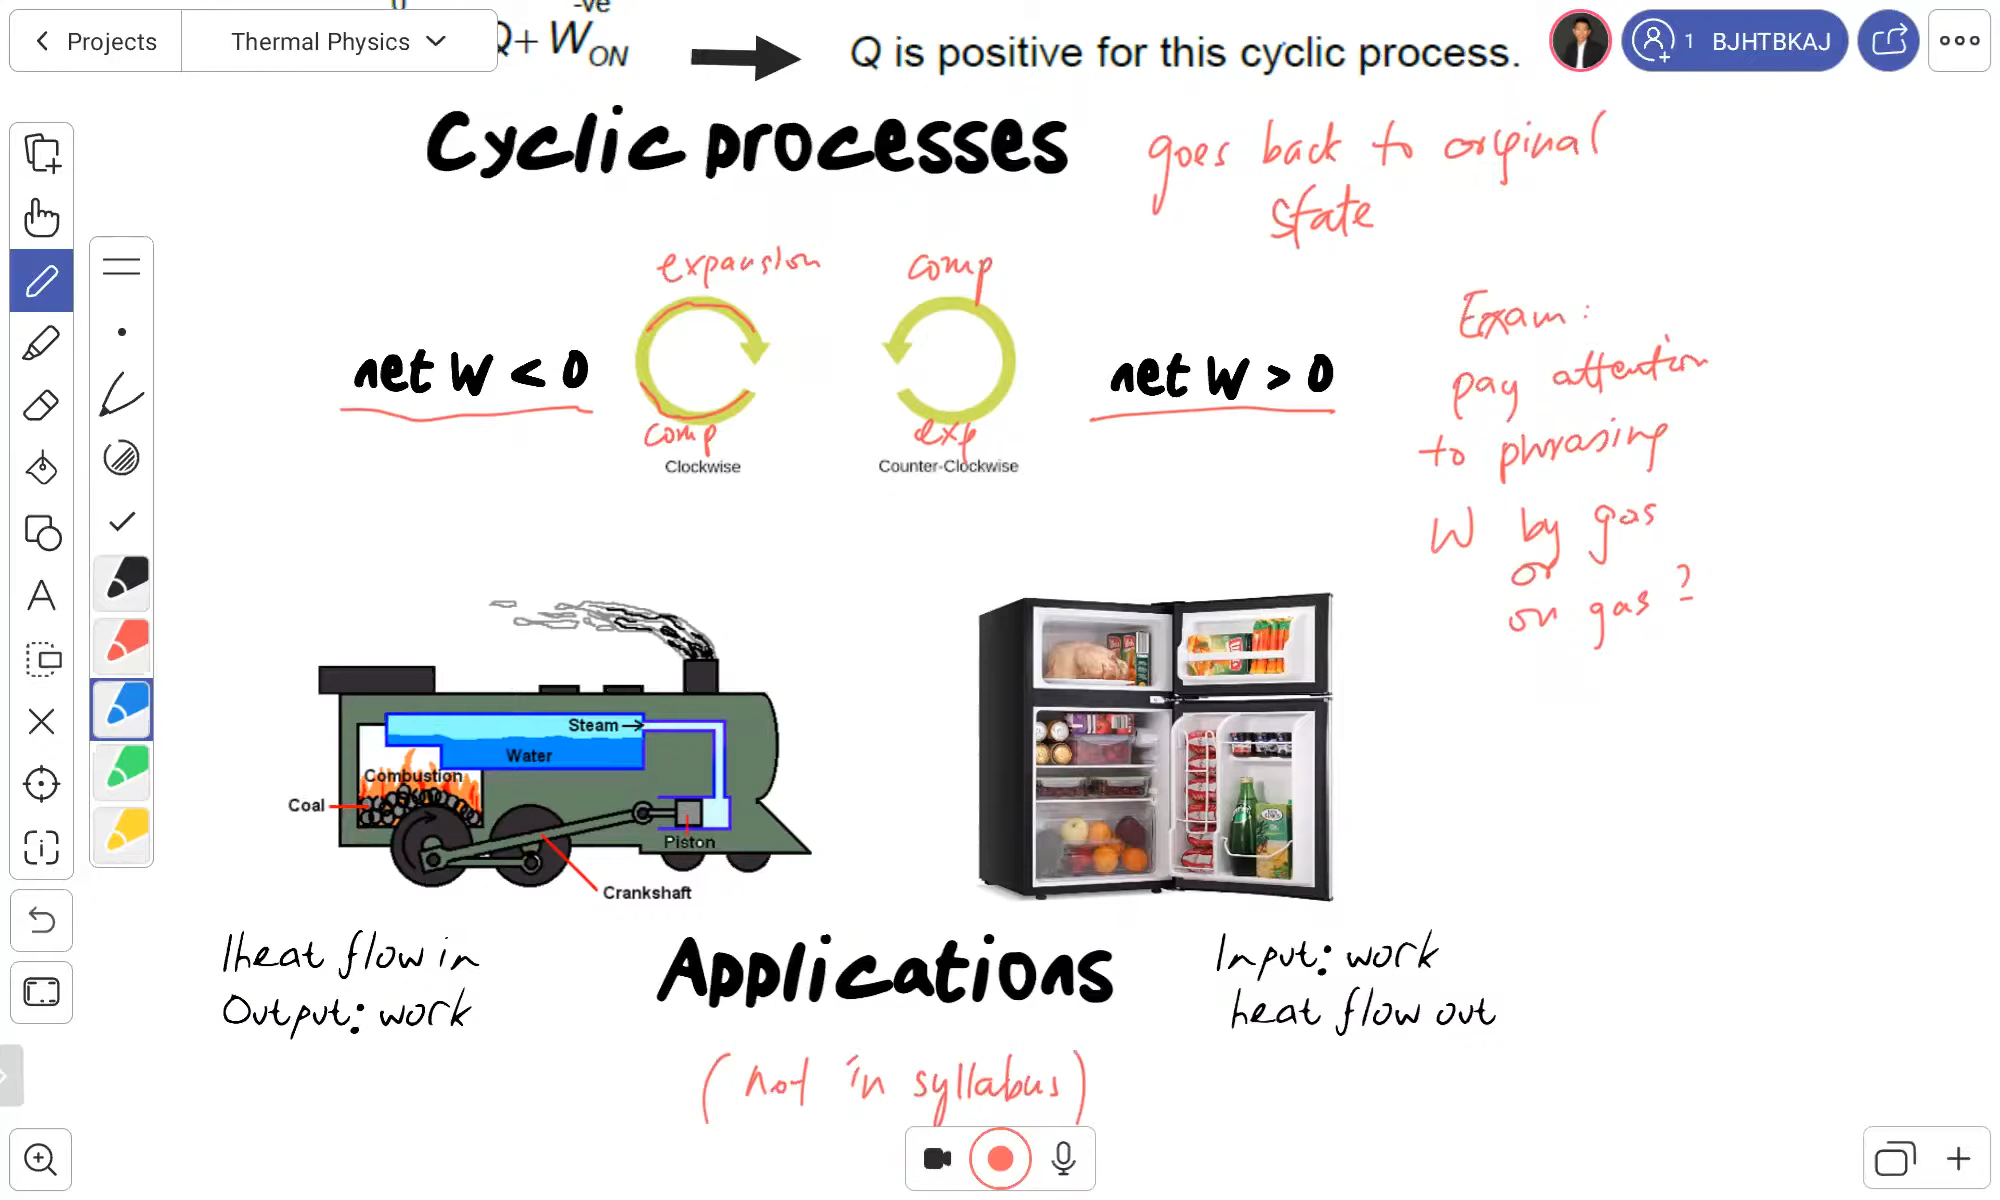 Projects
Thermal Physics
-ve
Q+ W ON
Q is positive for this cyclic process.
1 BJHTBKAJ
Cyclic processes
goes back to original
state
expansion
comp
net W < 0
net W > 0
comp
exp
Clockwise
Counter-Clockwise
Exam:
pay attention
to phrasing
W by gas
or
on gas?
Steam
Water
Combustion
Coal
Piston
Crankshaft
heat flow in
Output: work
Applications
Input: work
heat flow out
(not in syllabus)